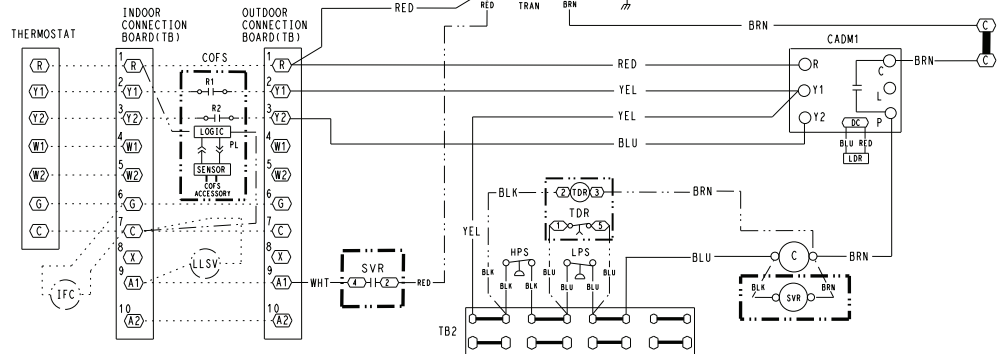 RED
RED
TRAN
BRN
BRN
C
C
THERMOSTAT
INDOOR
CONNECTION
BOARD(TB)
OUTDOOR
CONNECTION
BOARD(TB)
R
Y1
Y2
W1
W2
G
C
1 R
2 Y1
3 Y2
4 W1
5 W2
6 G
7 C
8 X
9 A1
10 A2
COFS
R1
R2
LOGIC
PL
SENSOR
COFS
ACCESSORY
1 R
2 Y1
3 Y2
4 W1
5 W2
6 G
7 C
8 X
9 A1
10 A2
IFC
LLSV
WHT
SVR
4 2
RED
RED
YEL
YEL
BLU
CADM1
R
Y1
Y2
C
L
P
BRN
DC
BLU RED
LDR
YEL
BLK
2 TDR 3
TDR
1 5
BRN
HPS
LPS
BLK
BLK
BLU
BLU
BLU
BLU
BLU
C
BRN
BLK
SVR
BRN
TB2